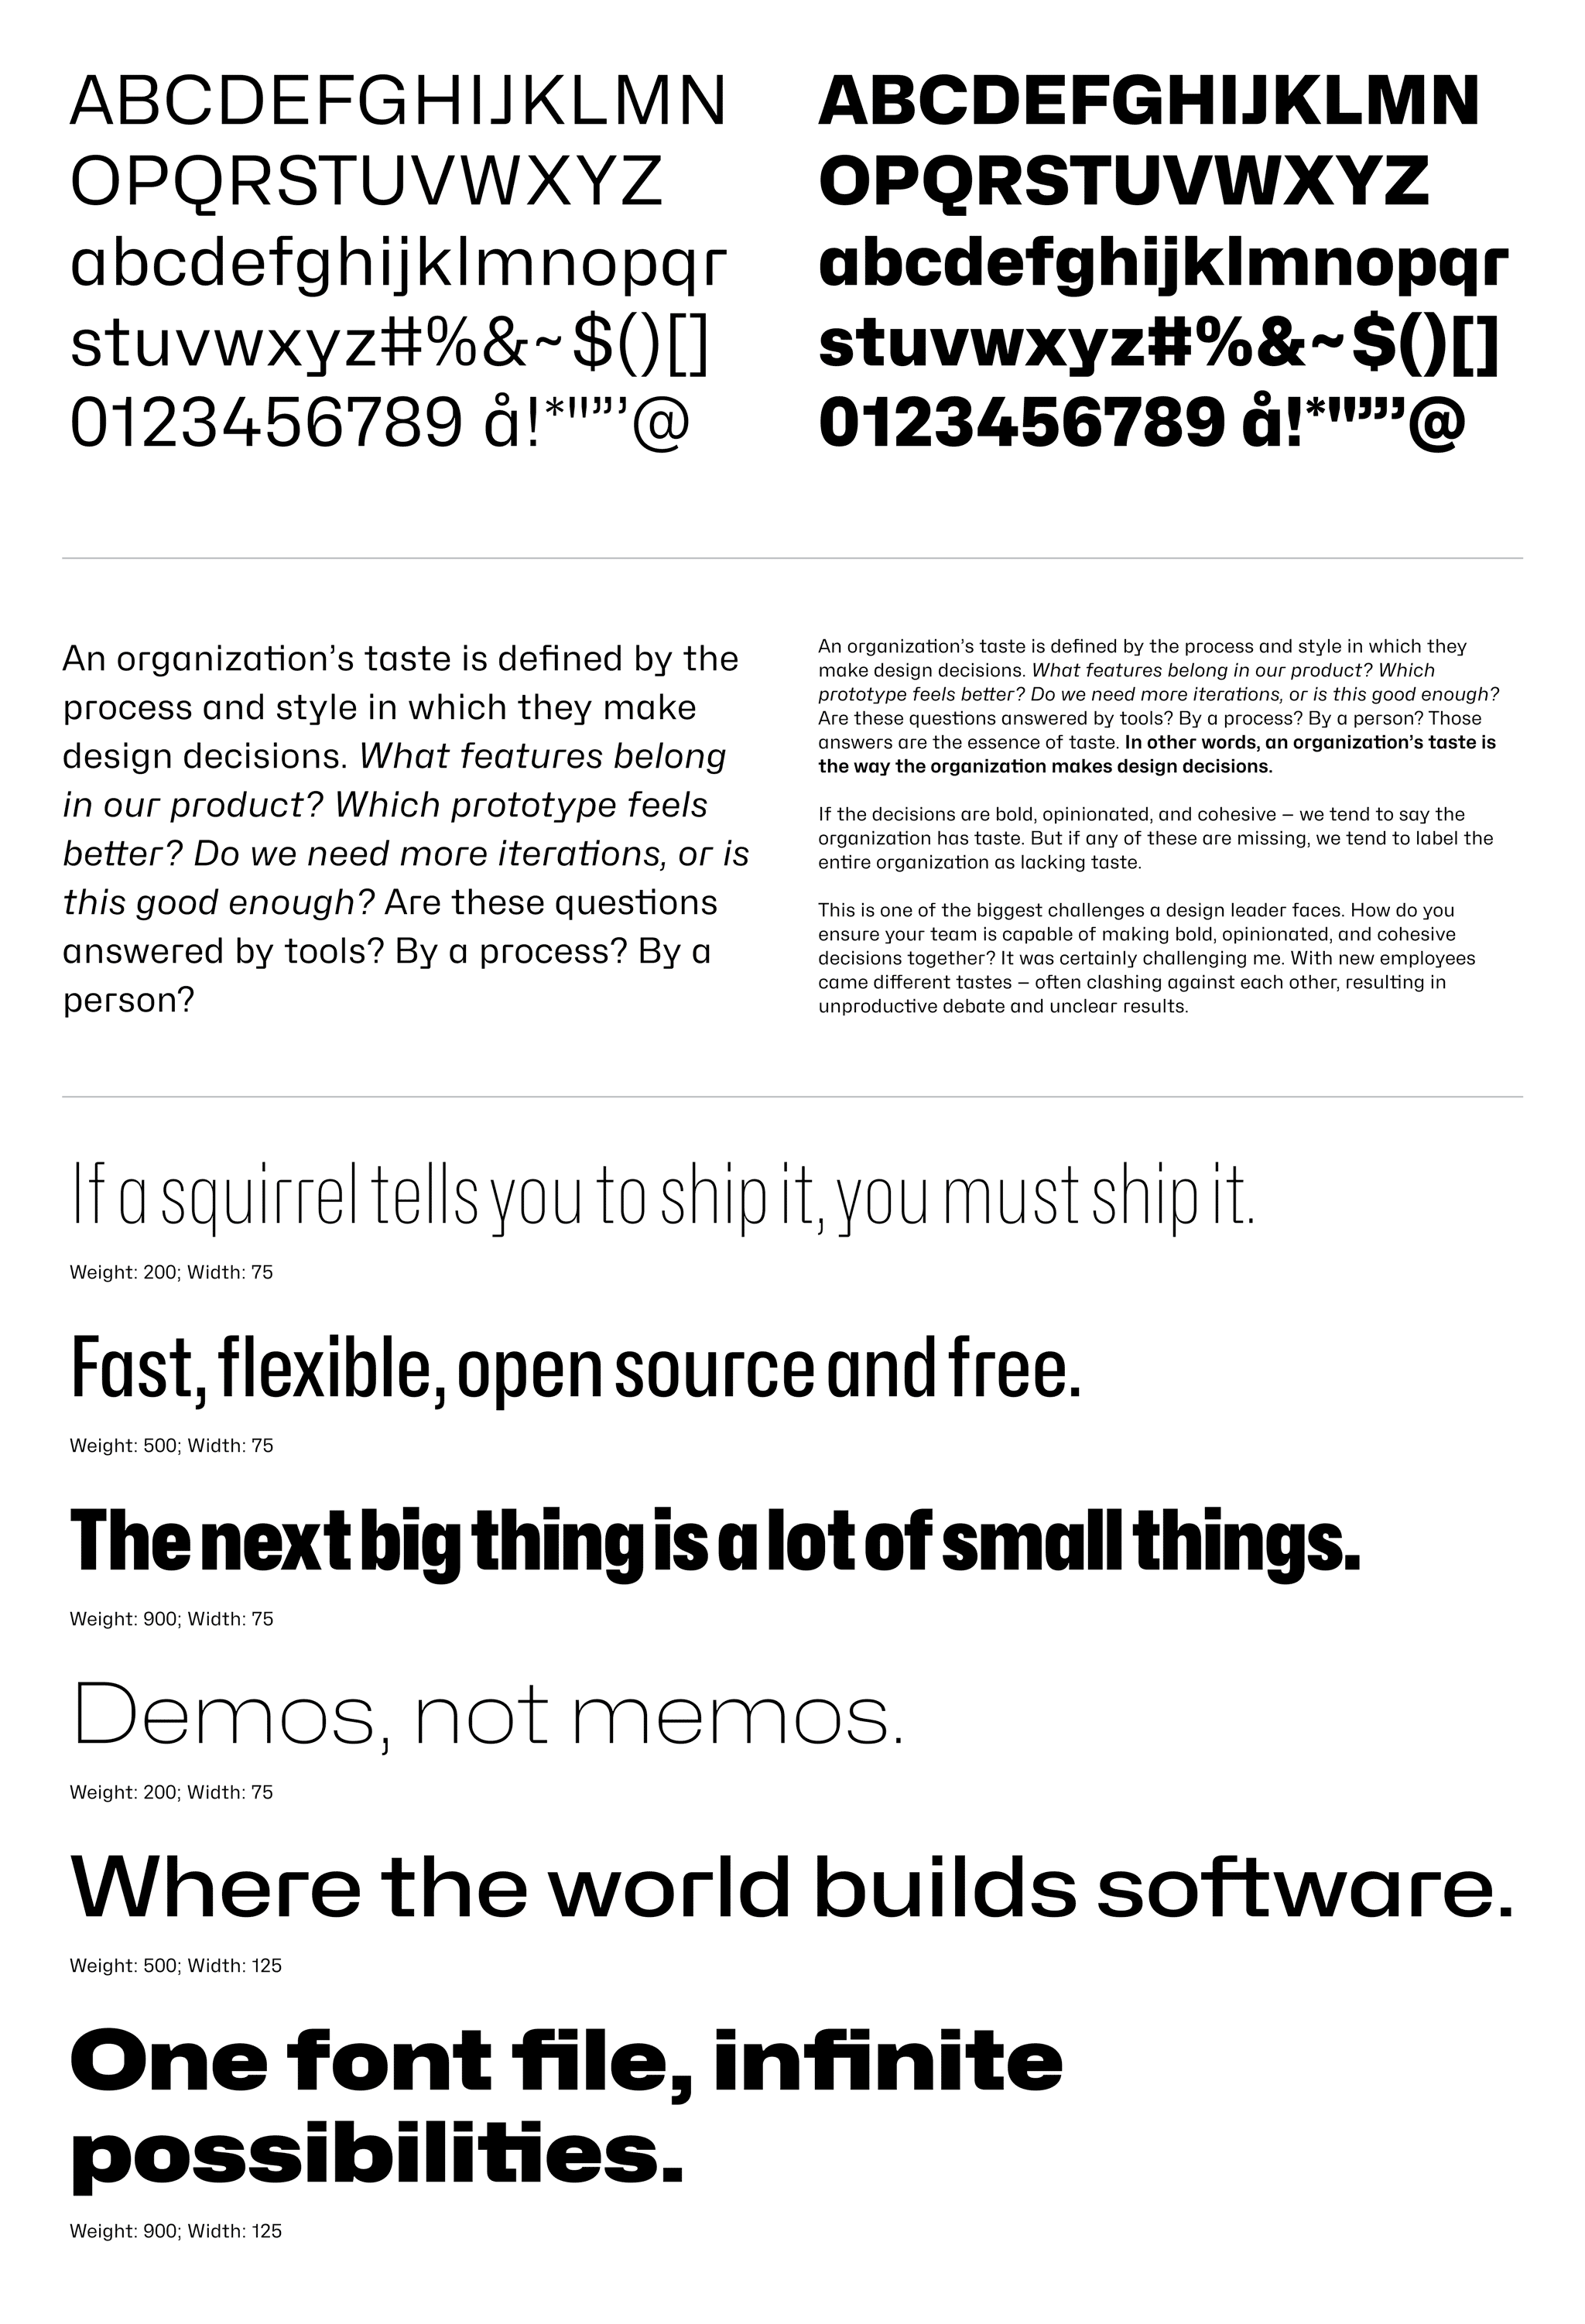 ABCDEFGHIJKLMN
OPQRSTUVWXYZ
abcdefghijklmnopqr
stuvwxyz#%&~$()[]
0123456789 å!*"”’@
ABCDEFGHIJKLMN
OPQRSTUVWXYZ
abcdefghijklmnopqr
stuvwxyz#%&~$()[]
0123456789 å!*"”’@
An organization’s taste is defined by the
process and style in which they make
design decisions. What features belong
in our product? Which prototype feels
better? Do we need more iterations, or is
this good enough? Are these questions
answered by tools? By a process? By a
person?
An organization’s taste is defined by the process and style in which they
make design decisions. What features belong in our product? Which
prototype feels better? Do we need more iterations, or is this good enough?
Are these questions answered by tools? By a process? By a person? Those
answers are the essence of taste. In other words, an organization’s taste is
the way the organization makes design decisions.
If the decisions are bold, opinionated, and cohesive – we tend to say the
organization has taste. But if any of these are missing, we tend to label the
entire organization as lacking taste.
This is one of the biggest challenges a design leader faces. How do you
ensure your team is capable of making bold, opinionated, and cohesive
decisions together? It was certainly challenging me. With new employees
came different tastes – often clashing against each other, resulting in
unproductive debate and unclear results.
If a squirrel tells you to ship it, you must ship it.
Weight: 200; Width: 75
Fast, flexible, open source and free.
Weight: 500; Width: 75
The next big thing is a lot of small things.
Weight: 900; Width: 75
Demos, not memos.
Weight: 200; Width: 75
Where the world builds software.
Weight: 500; Width: 125
One font file, infinite
possibilities.
Weight: 900; Width: 125